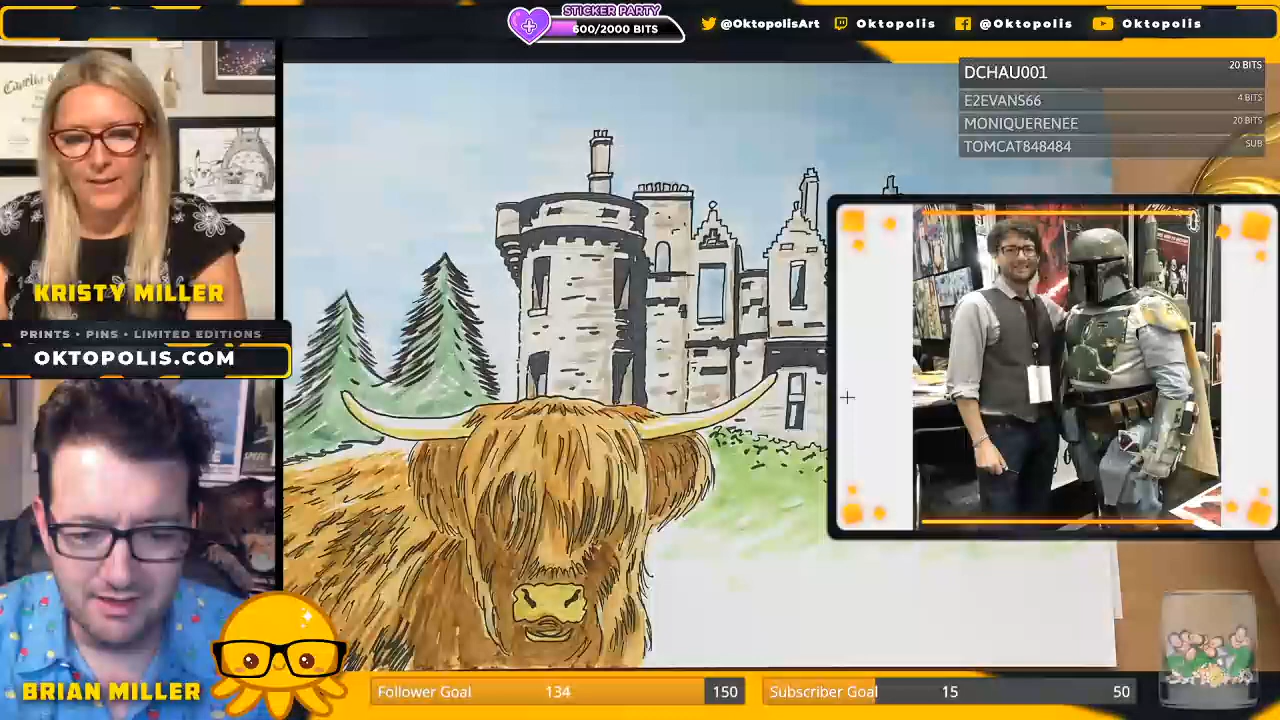 STICKER PARTY
600/2000 BITS
@OktopolisArt
Oktopolis
@Oktopolis
Oktopolis
DCHAU001 20 BITS
E2EVANS66 4 BITS
MONIQUERENEE 20 BITS
TOMCAT848484 SUB
KRISTY MILLER
PRINTS • PINS • LIMITED EDITIONS
OKTOPOLIS.COM
BRIAN MILLER
Follower Goal 134 150
Subscriber Goal 15 50